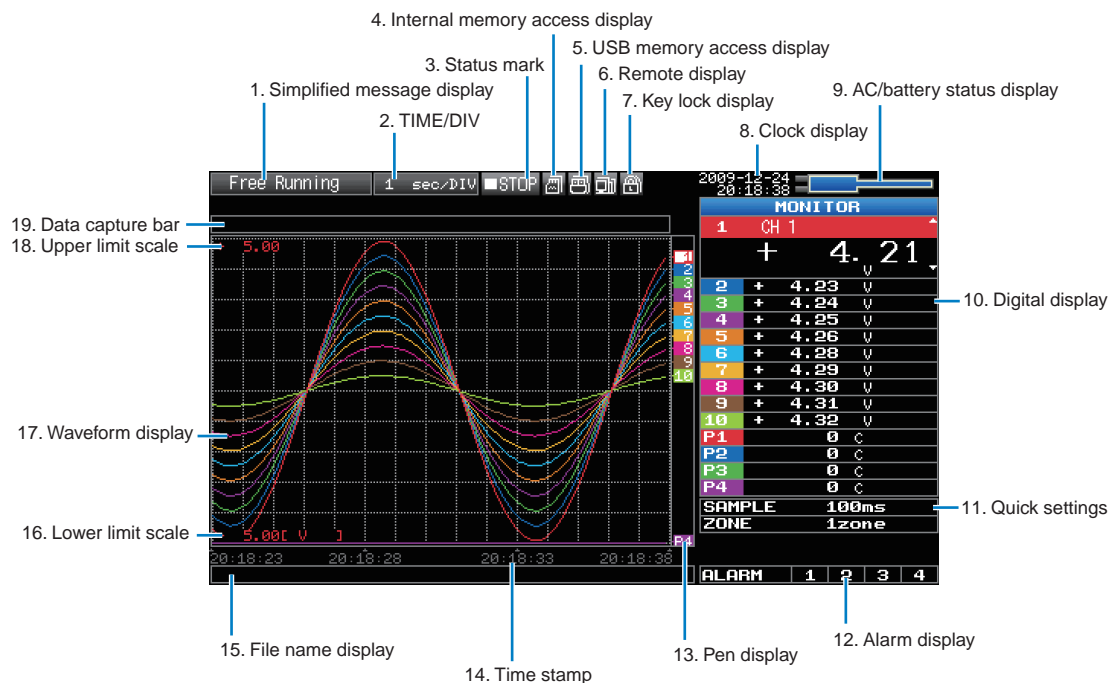 4. Internal memory access display
5. USB memory access display
3. Status mark
6. Remote display
1. Simplified message display
7. Key lock display
9. AC/battery status display
2. TIME/DIV
8. Clock display
Free Running
1 sec/DIV
STOP
2009-12-24
20:18:38
MONITOR
1 CH 1
+ 4.21 V
19. Data capture bar
18. Upper limit scale
5.00
1
2
3
4
5
6
7
8
9
10
2 + 4.23 V
3 + 4.24 V
4 + 4.25 V
5 + 4.26 V
6 + 4.28 V
7 + 4.29 V
8 + 4.30 V
9 + 4.31 V
10 + 4.32 V
P1 0 C
P2 0 C
P3 0 C
P4 0 C
10. Digital display
17. Waveform display
SAMPLE 100ms
ZONE 1zone
11. Quick settings
16. Lower limit scale
5.00[ V ]
P4
20:18:23 20:18:28 20:18:33 20:18:38
ALARM 1 2 3 4
15. File name display
14. Time stamp
13. Pen display
12. Alarm display